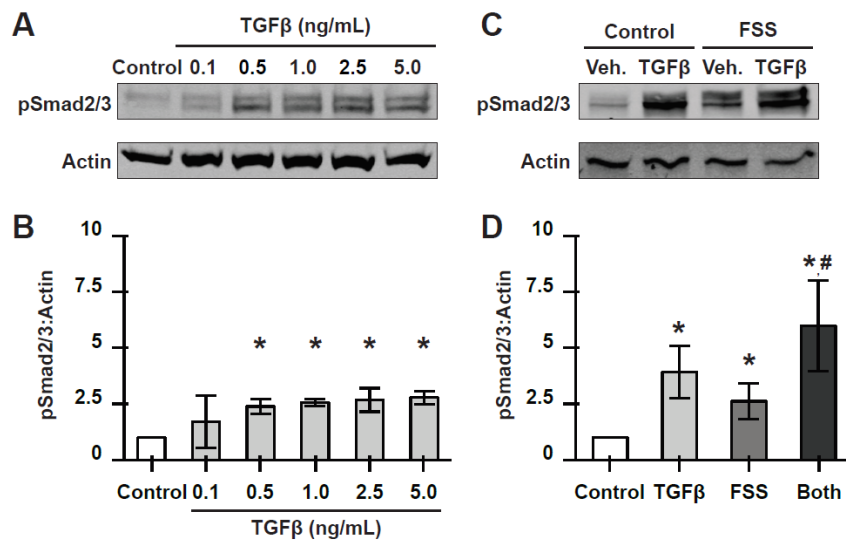 A
TGFβ (ng/mL)
Control 0.1 0.5 1.0 2.5 5.0
pSmad2/3
Actin
B
10
7.5
5
2.5
0
pSmad2/3:Actin
* * * *
Control 0.1 0.5 1.0 2.5 5.0
TGFβ (ng/mL)
C
Control FSS
Veh. TGFβ Veh. TGFβ
pSmad2/3
Actin
D
10
7.5
5
2.5
0
pSmad2/3:Actin
* * *,#
Control TGFβ FSS Both